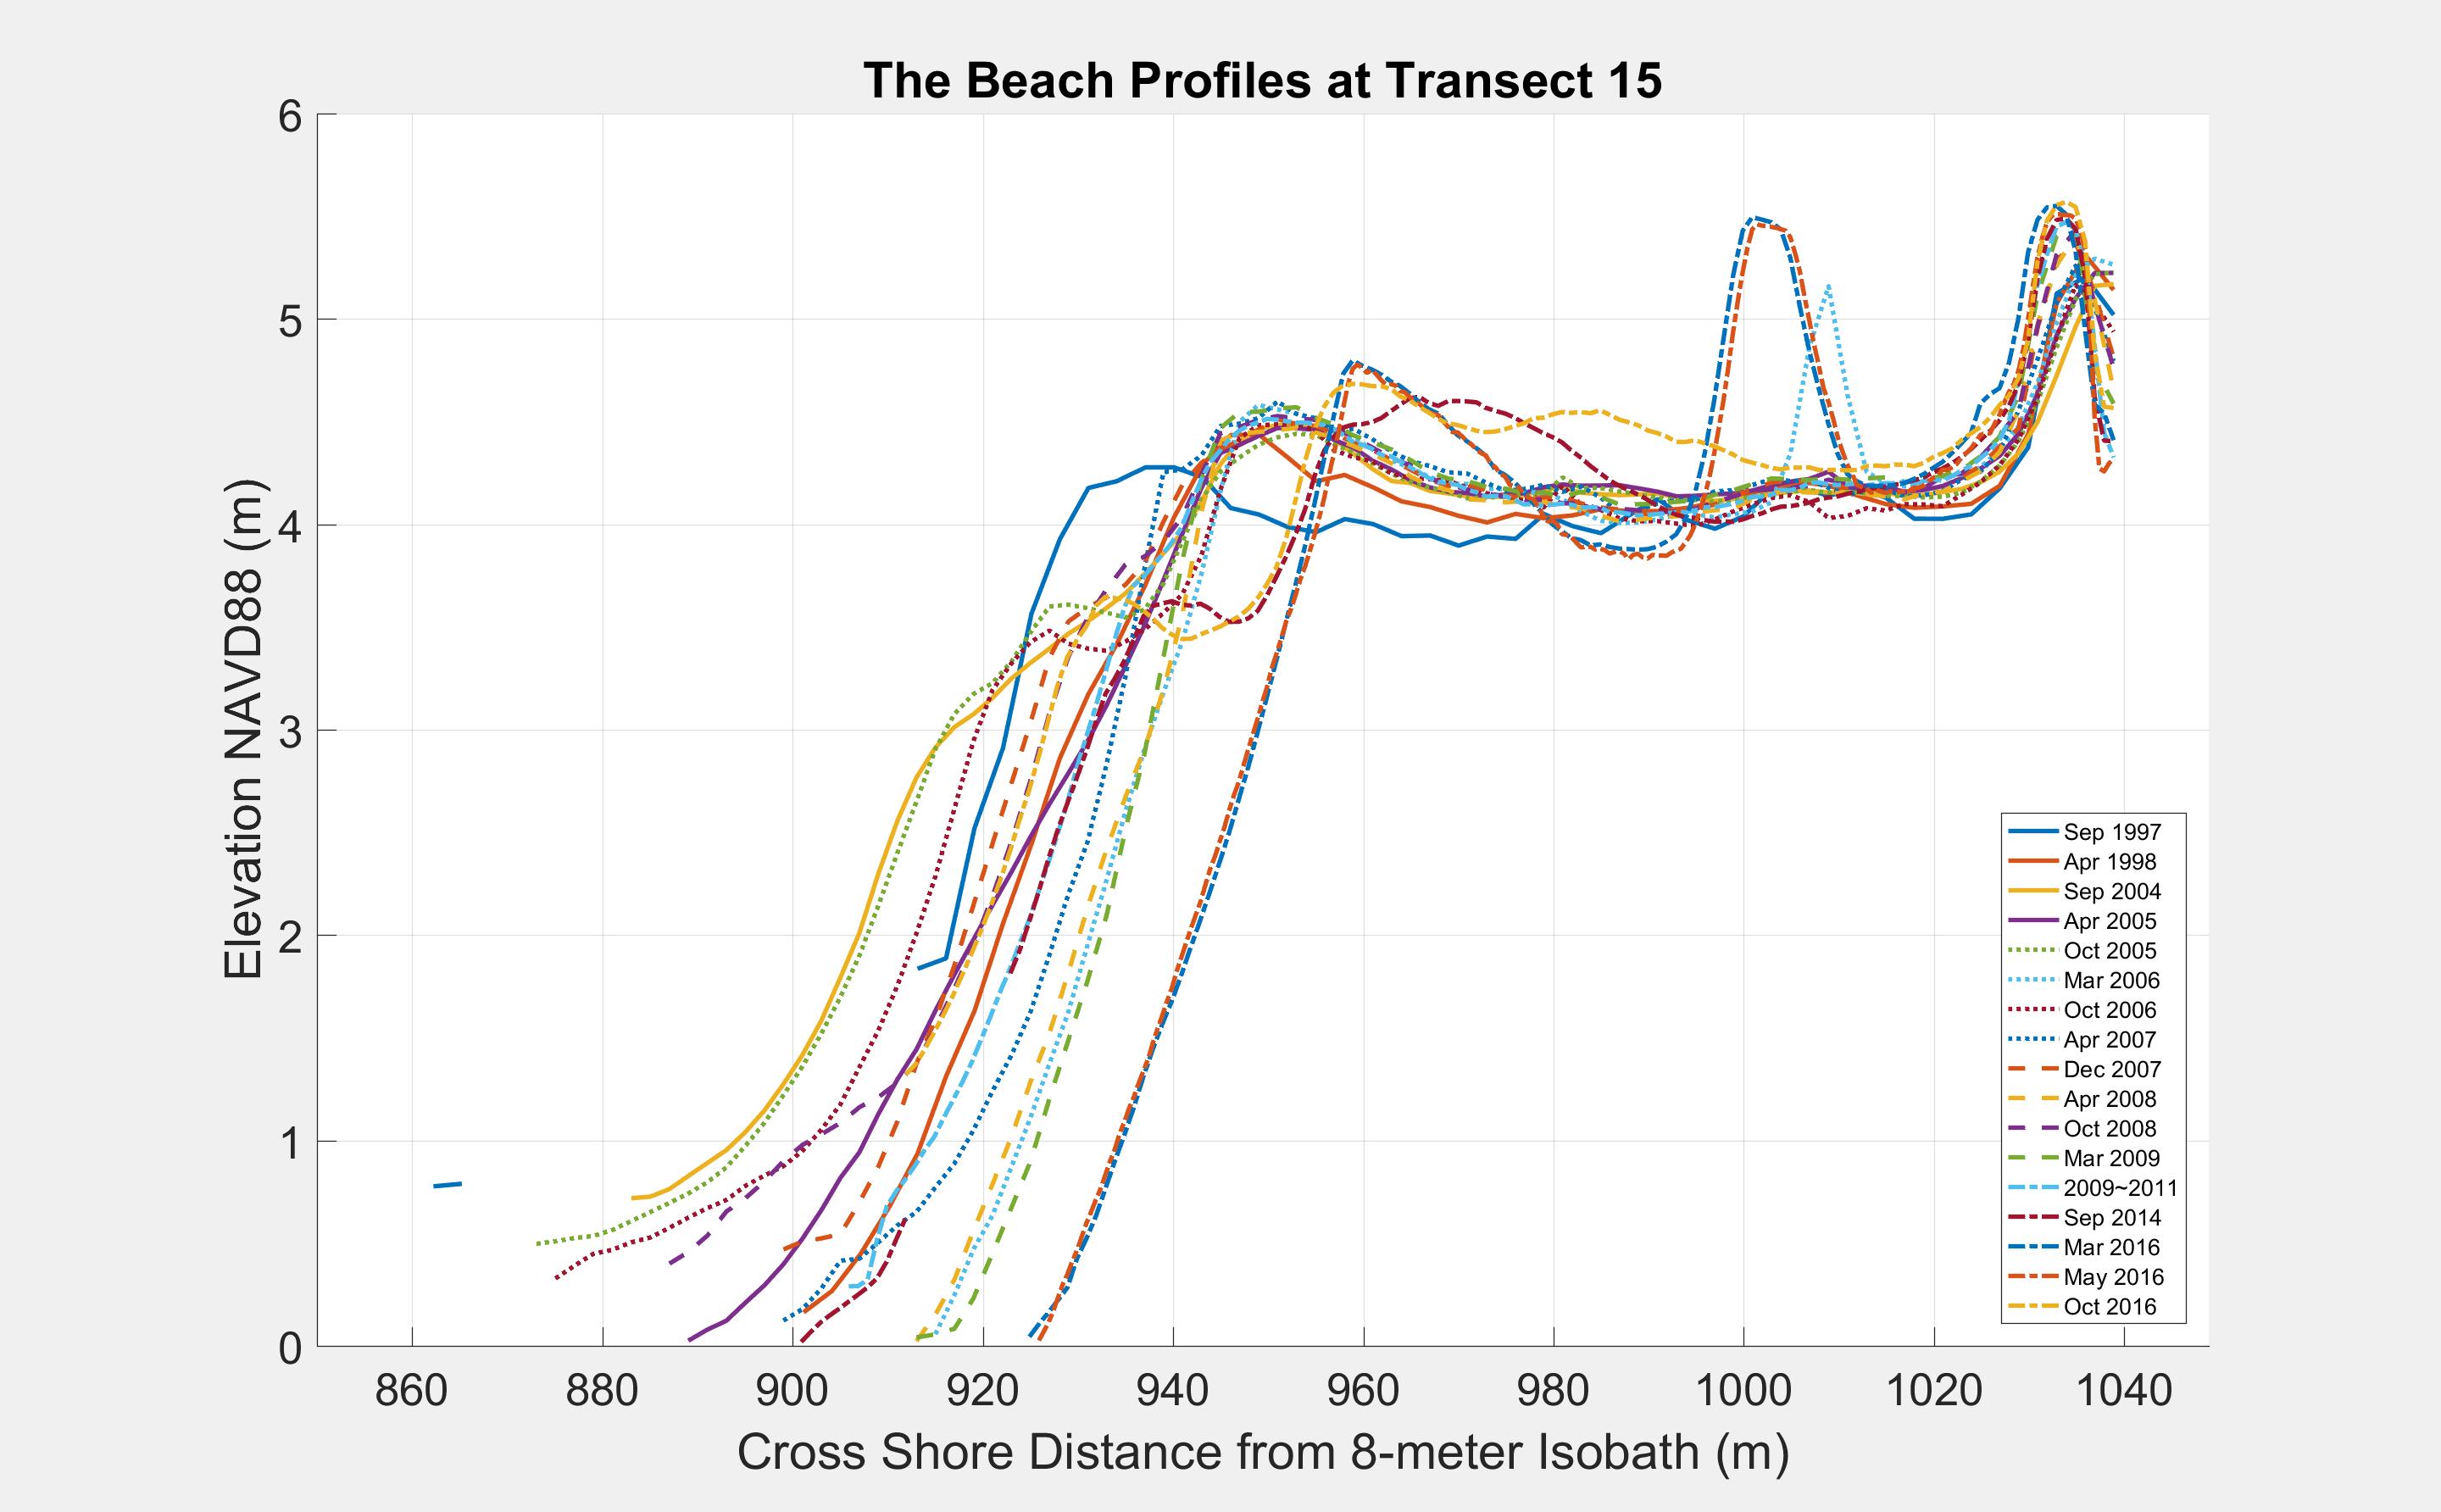 The Beach Profiles at Transect 15
Elevation NAVD88 (m)
6
5
4
3
2
1
0
860 880 900 920 940 960 980 1000 1020 1040
Cross Shore Distance from 8-meter Isobath (m)
Sep 1997
Apr 1998
Sep 2004
Apr 2005
Oct 2005
Mar 2006
Oct 2006
Apr 2007
Dec 2007
Apr 2008
Oct 2008
Mar 2009
2009~2011
Sep 2014
Mar 2016
May 2016
Oct 2016